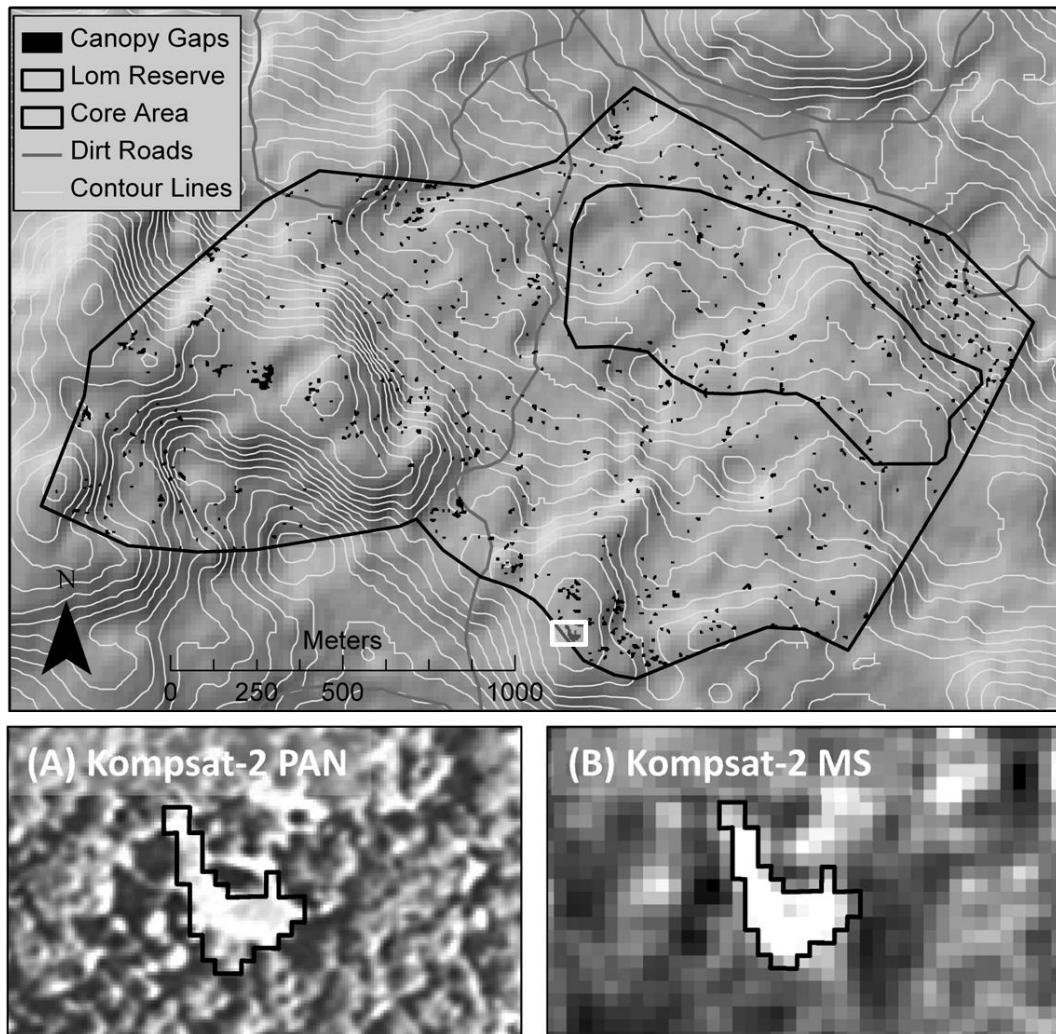 Canopy Gaps
Lom Reserve
Core Area
Dirt Roads
Contour Lines
N
Meters
0 250 500 1000
(A) Kompsat-2 PAN
(B) Kompsat-2 MS